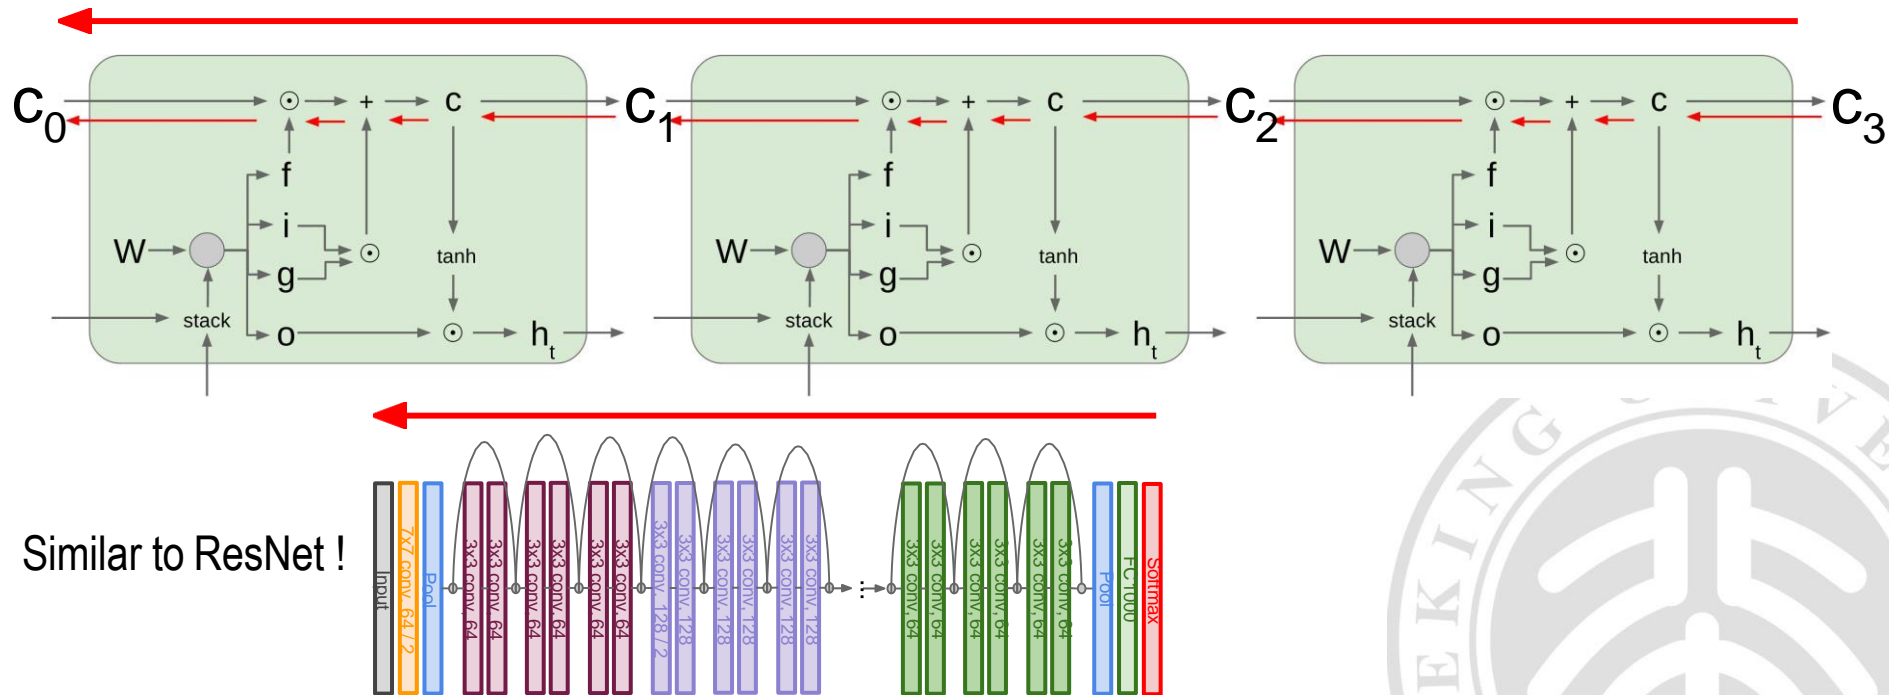 c0 ⊙ + c c1 ⊙ + c c2 ⊙ + c c3
f f f
i i i
W ⊙ tanh W ⊙ tanh W ⊙ tanh
g g g
stack o ⊙ ht stack o ⊙ ht stack o ⊙ ht
Similar to ResNet !
Input
7x7 conv, 64 / 2
Pool
3x3 conv, 64
3x3 conv, 64
3x3 conv, 64
3x3 conv, 64
3x3 conv, 64
3x3 conv, 64
3x3 conv, 128 / 2
3x3 conv, 128
3x3 conv, 128
3x3 conv, 128
3x3 conv, 128
3x3 conv, 128
...
3x3 conv, 64
3x3 conv, 64
3x3 conv, 64
3x3 conv, 64
3x3 conv, 64
3x3 conv, 64
Pool
FC 1000
Softmax
EKING